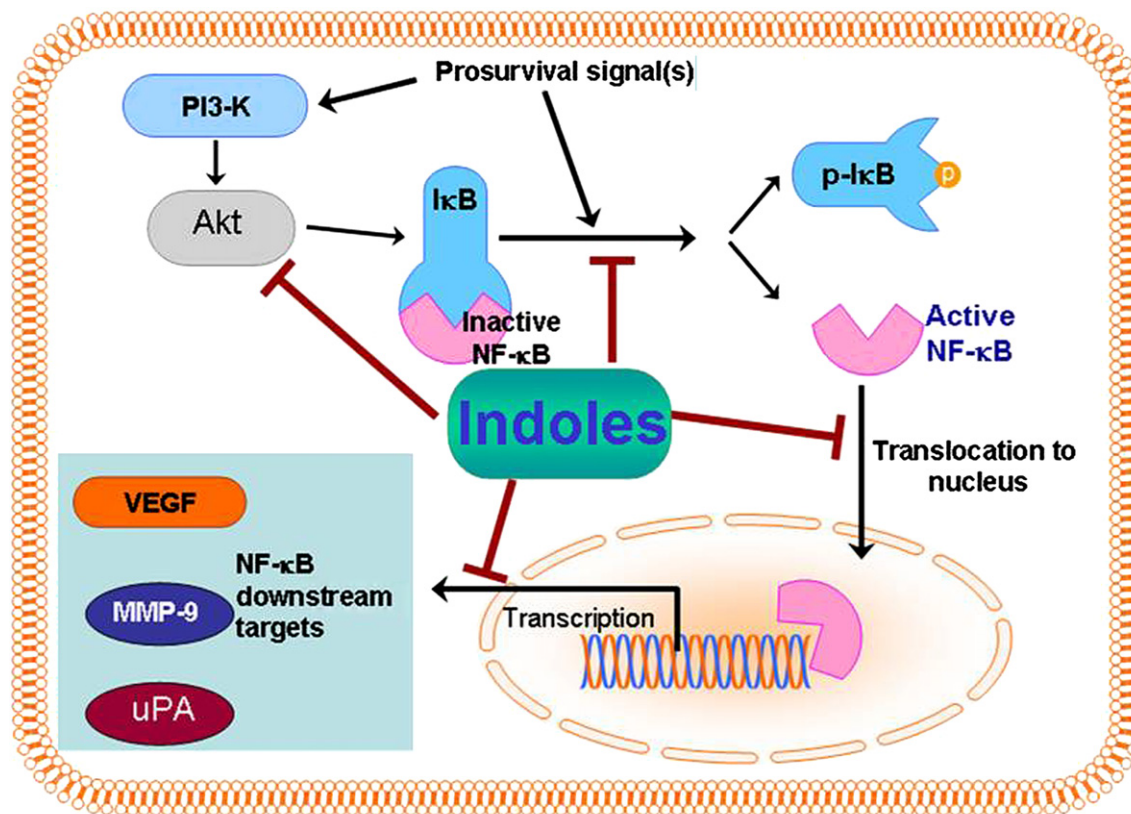 Prosurvival signal(s)
PI3-K
Akt
IκB
p-IκB
p
Inactive
NF-κB
Active
NF-κB
Indoles
Translocation to
nucleus
VEGF
NF-κB
downstream
targets
MMP-9
uPA
Transcription